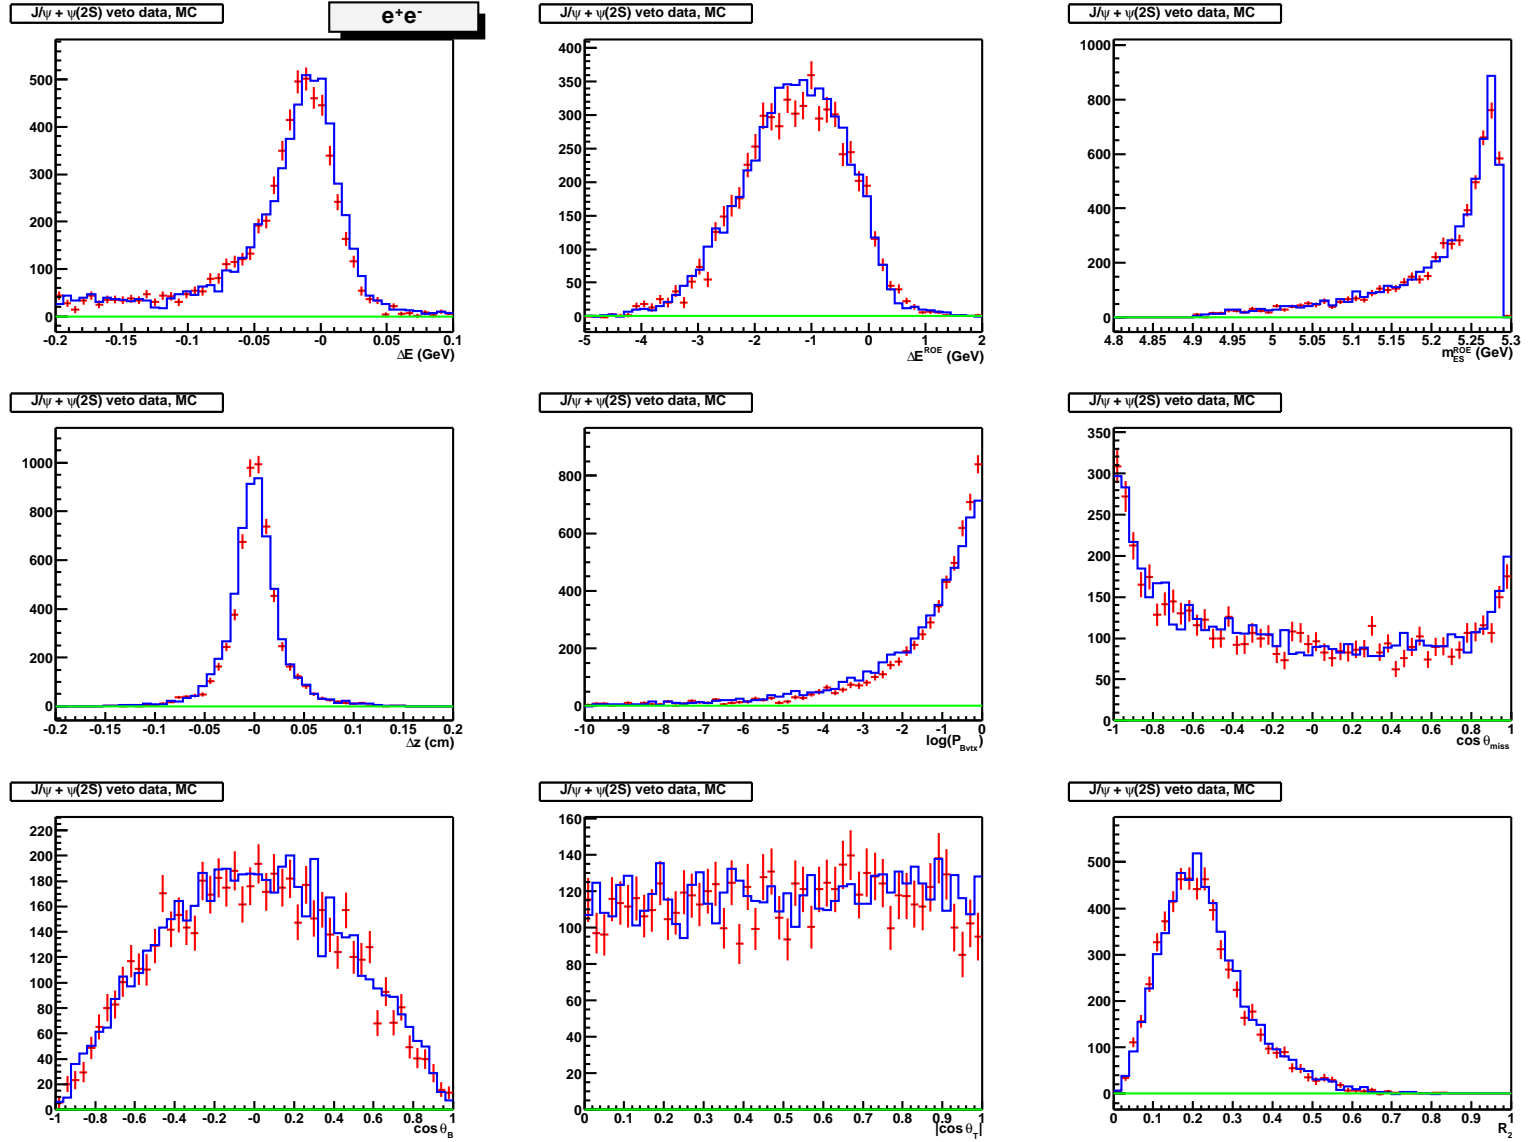 J/ψ + ψ(2S) veto data, MC
e⁺e⁻
500
400
300
200
100
0
-0.2 -0.15 -0.1 -0.05 -0 0.05 0.1
ΔE (GeV)
J/ψ + ψ(2S) veto data, MC
400
350
300
250
200
150
100
50
0
-5 -4 -3 -2 -1 0 1 2
ΔE^ROE (GeV)
J/ψ + ψ(2S) veto data, MC
1000
800
600
400
200
0
4.8 4.85 4.9 4.95 5 5.05 5.1 5.15 5.2 5.25 5.3
m_ES^ROE (GeV)
J/ψ + ψ(2S) veto data, MC
1000
800
600
400
200
0
-0.2 -0.15 -0.1 -0.05 -0 0.05 0.1 0.15 0.2
Δz (cm)
J/ψ + ψ(2S) veto data, MC
800
600
400
200
0
-10 -9 -8 -7 -6 -5 -4 -3 -2 -1 0
log(P_Bvtx)
J/ψ + ψ(2S) veto data, MC
350
300
250
200
150
100
50
0
-1 -0.8 -0.6 -0.4 -0.2 -0 0.2 0.4 0.6 0.8 1
cos θ_miss
J/ψ + ψ(2S) veto data, MC
220
200
180
160
140
120
100
80
60
40
20
0
-1 -0.8 -0.6 -0.4 -0.2 -0 0.2 0.4 0.6 0.8 1
cos θ_B
J/ψ + ψ(2S) veto data, MC
160
140
120
100
80
60
40
20
0
0 0.1 0.2 0.3 0.4 0.5 0.6 0.7 0.8 0.9 1
|cos θ_T|
J/ψ + ψ(2S) veto data, MC
500
400
300
200
100
0
0 0.1 0.2 0.3 0.4 0.5 0.6 0.7 0.8 0.9 1
R_2